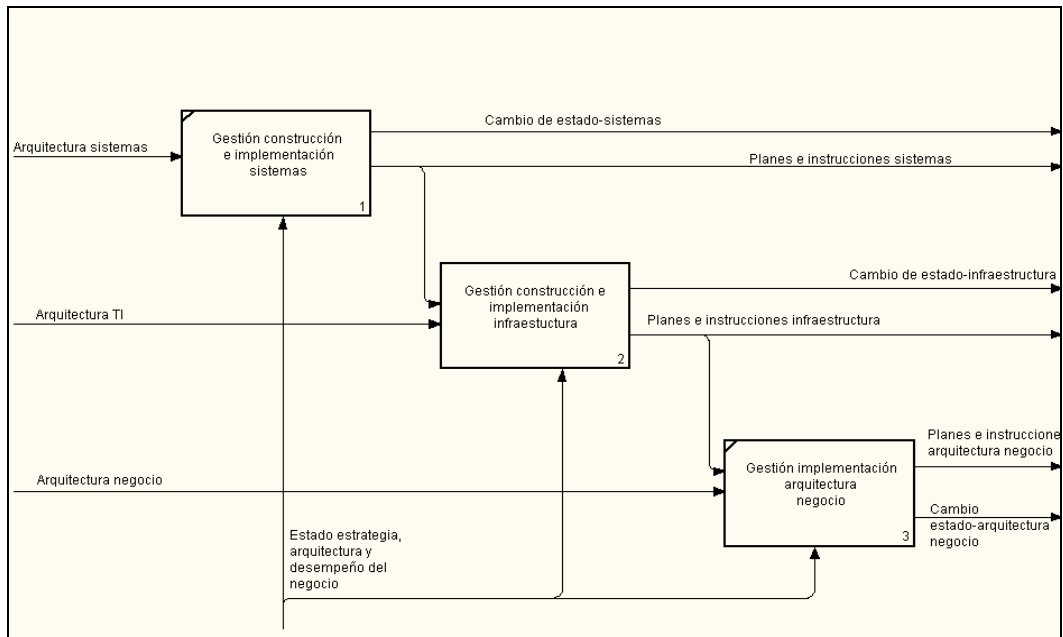 Cambio de estado-sistemas
Gestión construcción
e implementación
sistemas
1
Arquitectura sistemas
Planes e instrucciones sistemas
Cambio de estado-infraestructura
Gestión construcción e
implementación
infraestuctura
2
Arquitectura TI
Planes e instrucciones infraestructura
Planes e instruccione
arquitectura negocio
Gestión implementación
arquitectura
negocio
3
Arquitectura negocio
Cambio
estado-arquitectura
negocio
Estado estrategia,
arquitectura y
desempeño del
negocio